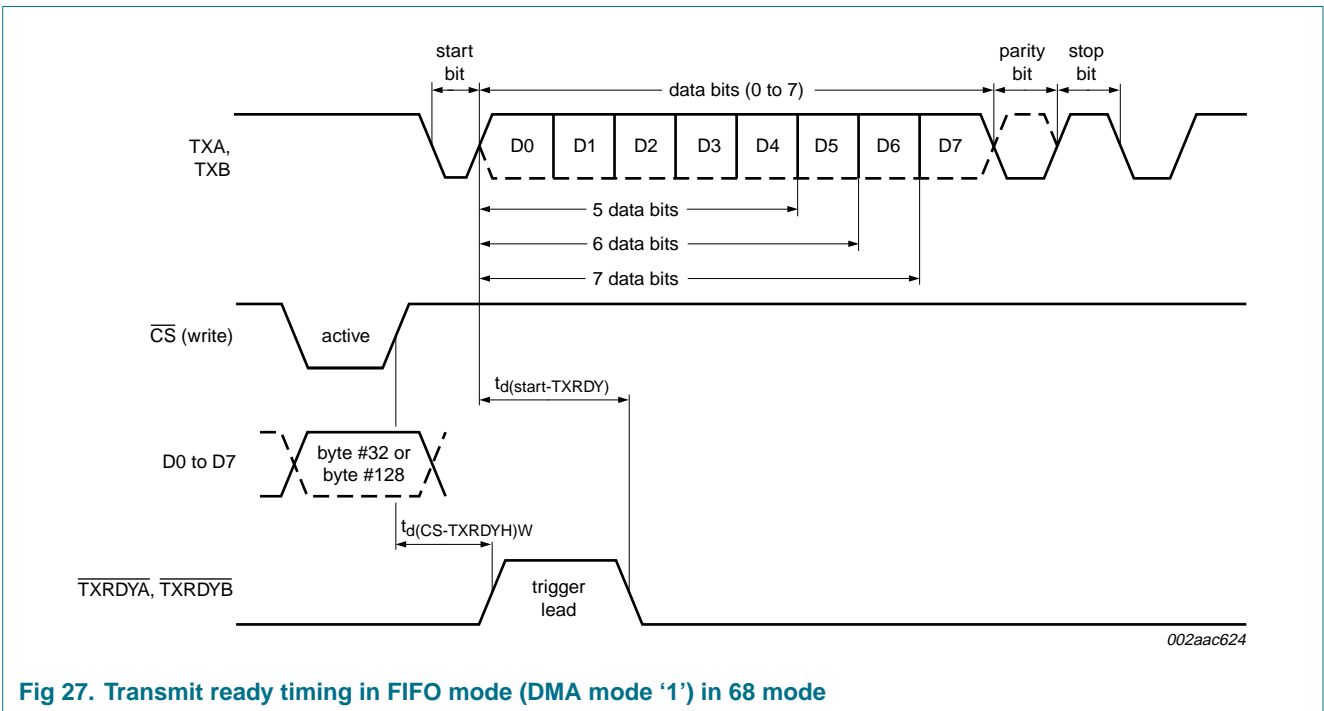 start
bit
data bits (0 to 7)
parity
bit
stop
bit
TXA,
TXB
D0 D1 D2 D3 D4 D5 D6 D7
5 data bits
6 data bits
7 data bits
CS (write)
active
td(start-TXRDY)
D0 to D7
byte #32 or
byte #128
td(CS-TXRDYH)W
TXRDYA, TXRDYB
trigger
lead
002aac624
Fig 27. Transmit ready timing in FIFO mode (DMA mode ‘1’) in 68 mode